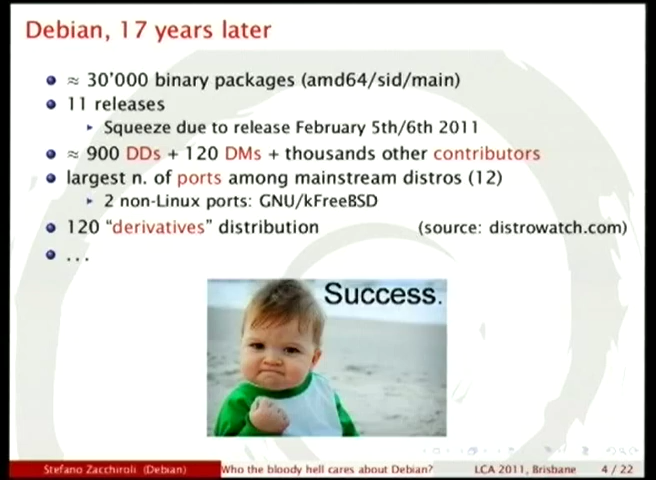 Debian, 17 years later
≈ 30'000 binary packages (amd64/sid/main)
11 releases
Squeeze due to release February 5th/6th 2011
≈ 900 DDs + 120 DMs + thousands other contributors
largest n. of ports among mainstream distros (12)
2 non-Linux ports: GNU/kFreeBSD
120 “derivatives” distribution (source: distrowatch.com)
...
Success.
Stefano Zacchiroli (Debian) Who the bloody hell cares about Debian? LCA 2011, Brisbane 4 / 22